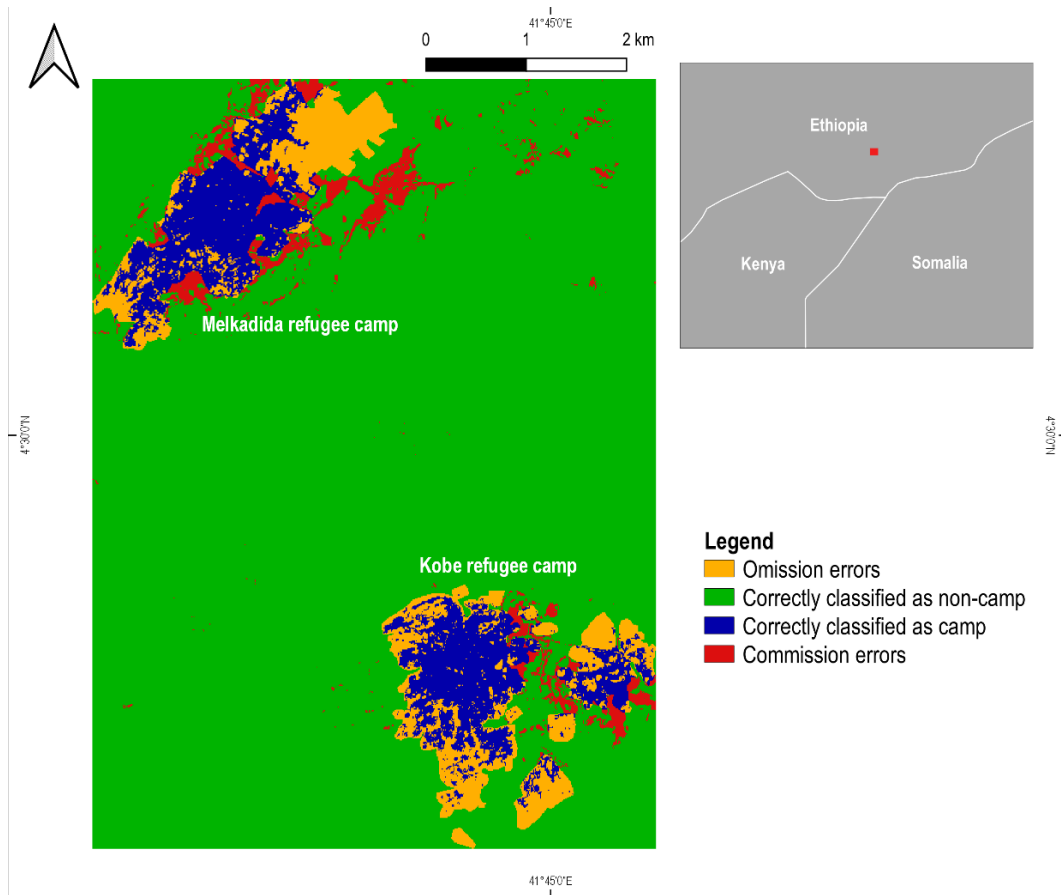 41°45'0"E
0 1 2 km
Ethiopia
Kenya
Somalia
Melkadida refugee camp
4°30'0"N
4°30'0"N
Kobe refugee camp
Legend
Omission errors
Correctly classified as non-camp
Correctly classified as camp
Commission errors
41°45'0"E